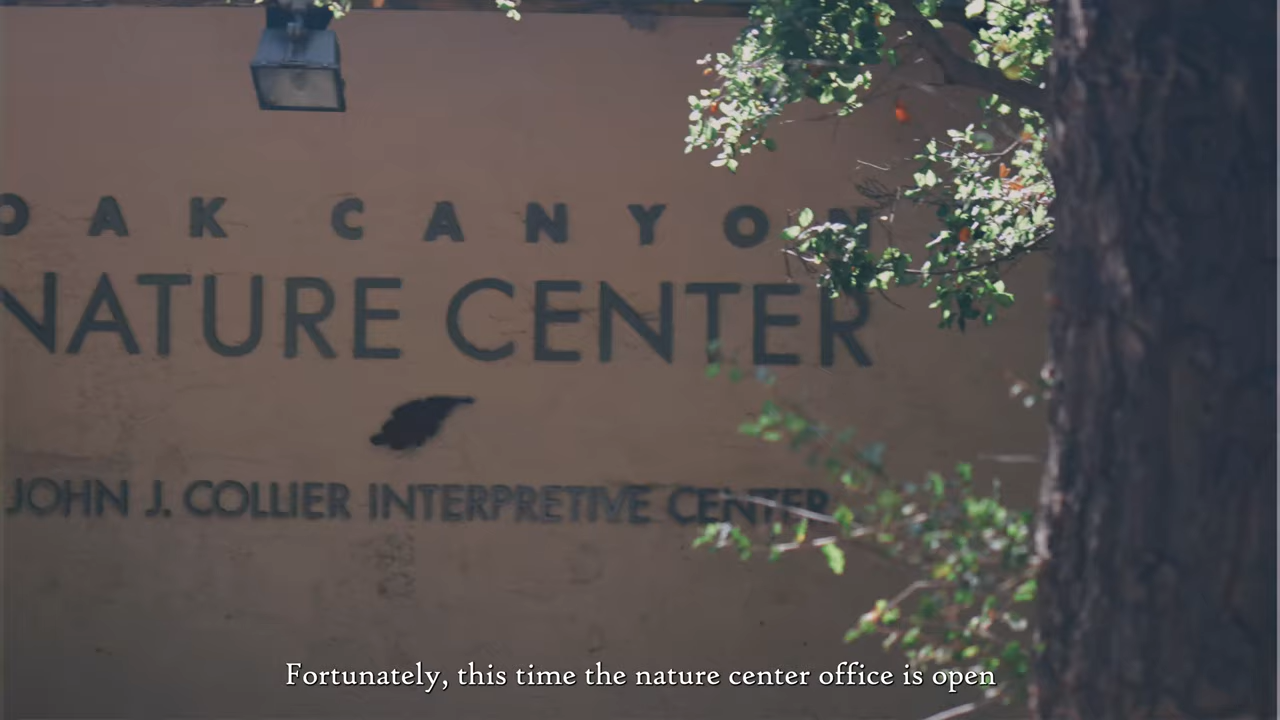 OAK CANYON
NATURE CENTER
JOHN J. COLLIER INTERPRETIVE CENTER
Fortunately, this time the nature center office is open